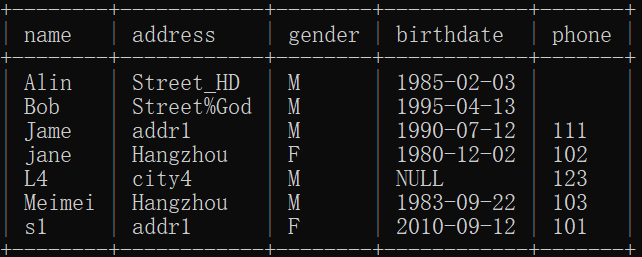 name address gender birthdate phone
Alin Street_HD M 1985-02-03
Bob Street%God M 1995-04-13
Jame addr1 M 1990-07-12 111
jane Hangzhou F 1980-12-02 102
L4 city4 M NULL 123
Meimei Hangzhou M 1983-09-22 103
s1 addr1 F 2010-09-12 101